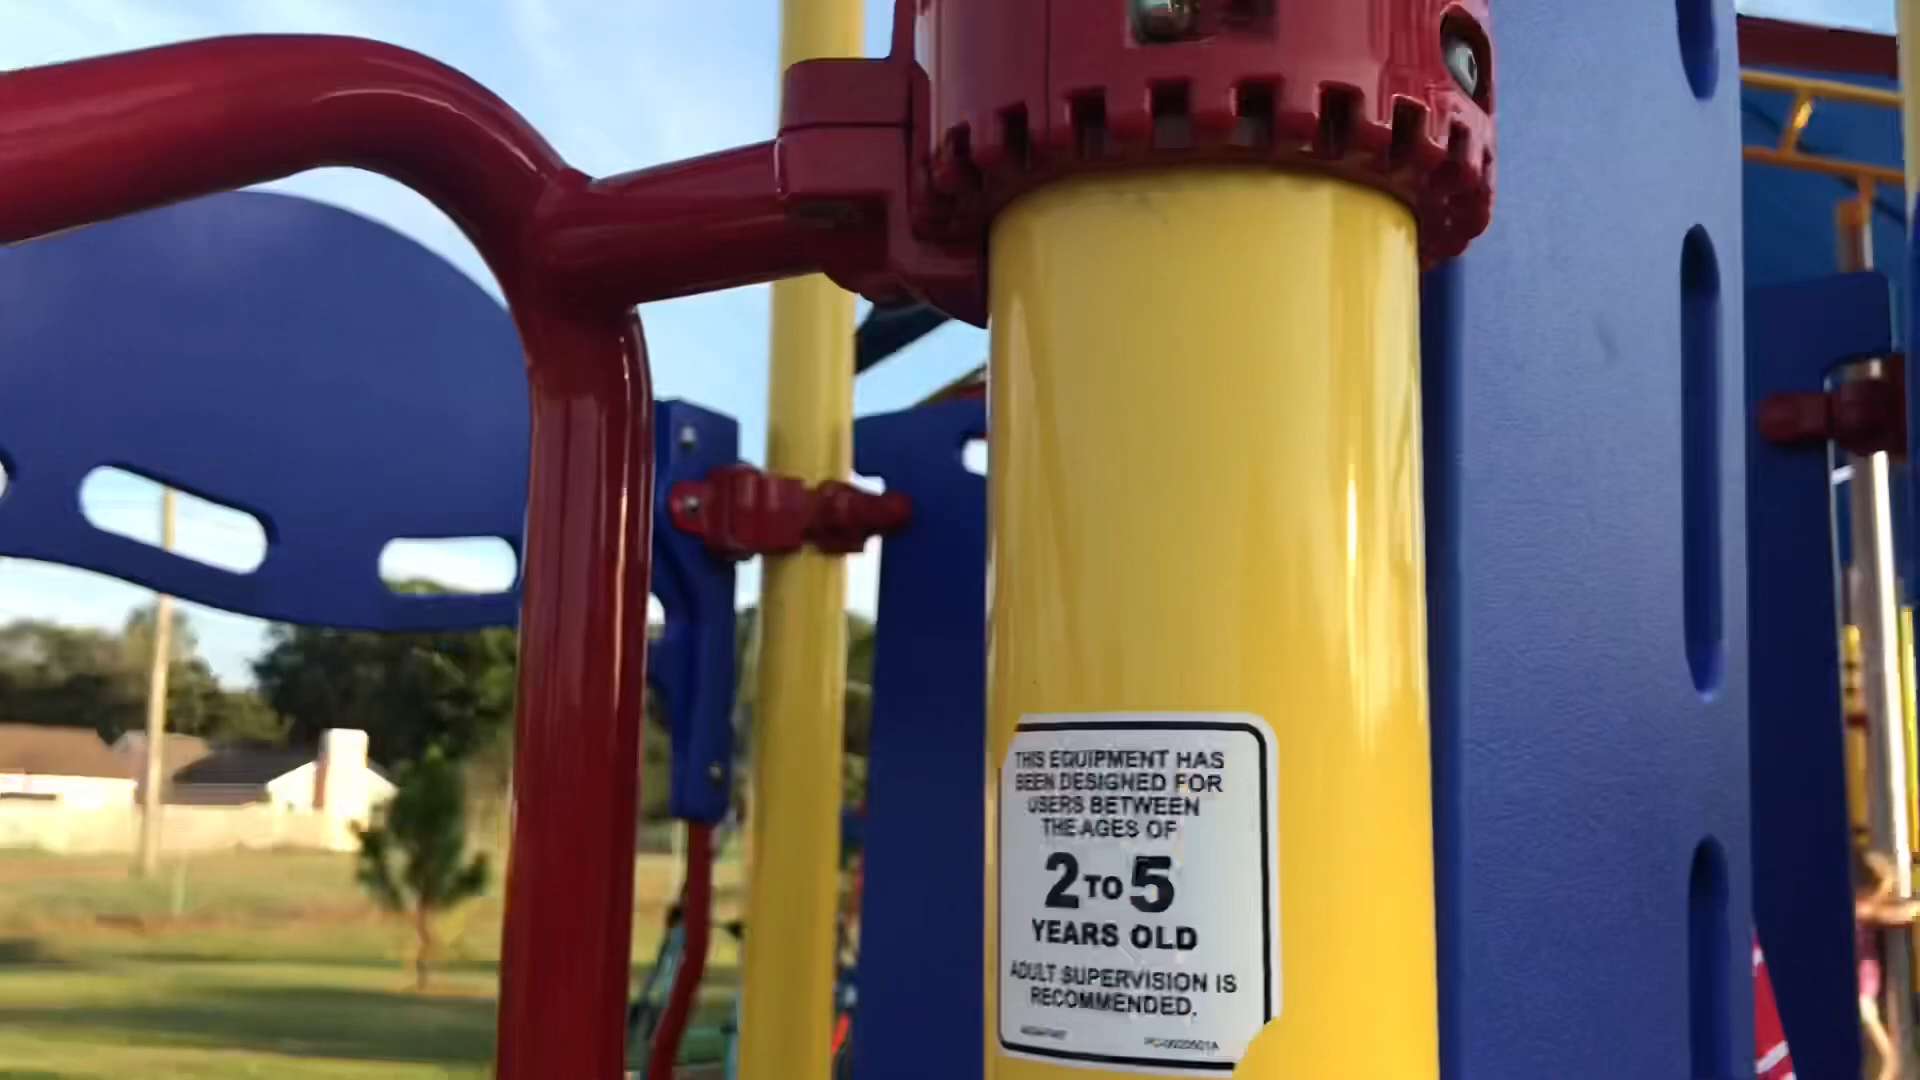 THIS EQUIPMENT HAS
BEEN DESIGNED FOR
USERS BETWEEN
THE AGES OF
2 TO 5
YEARS OLD
ADULT SUPERVISION IS
RECOMMENDED.